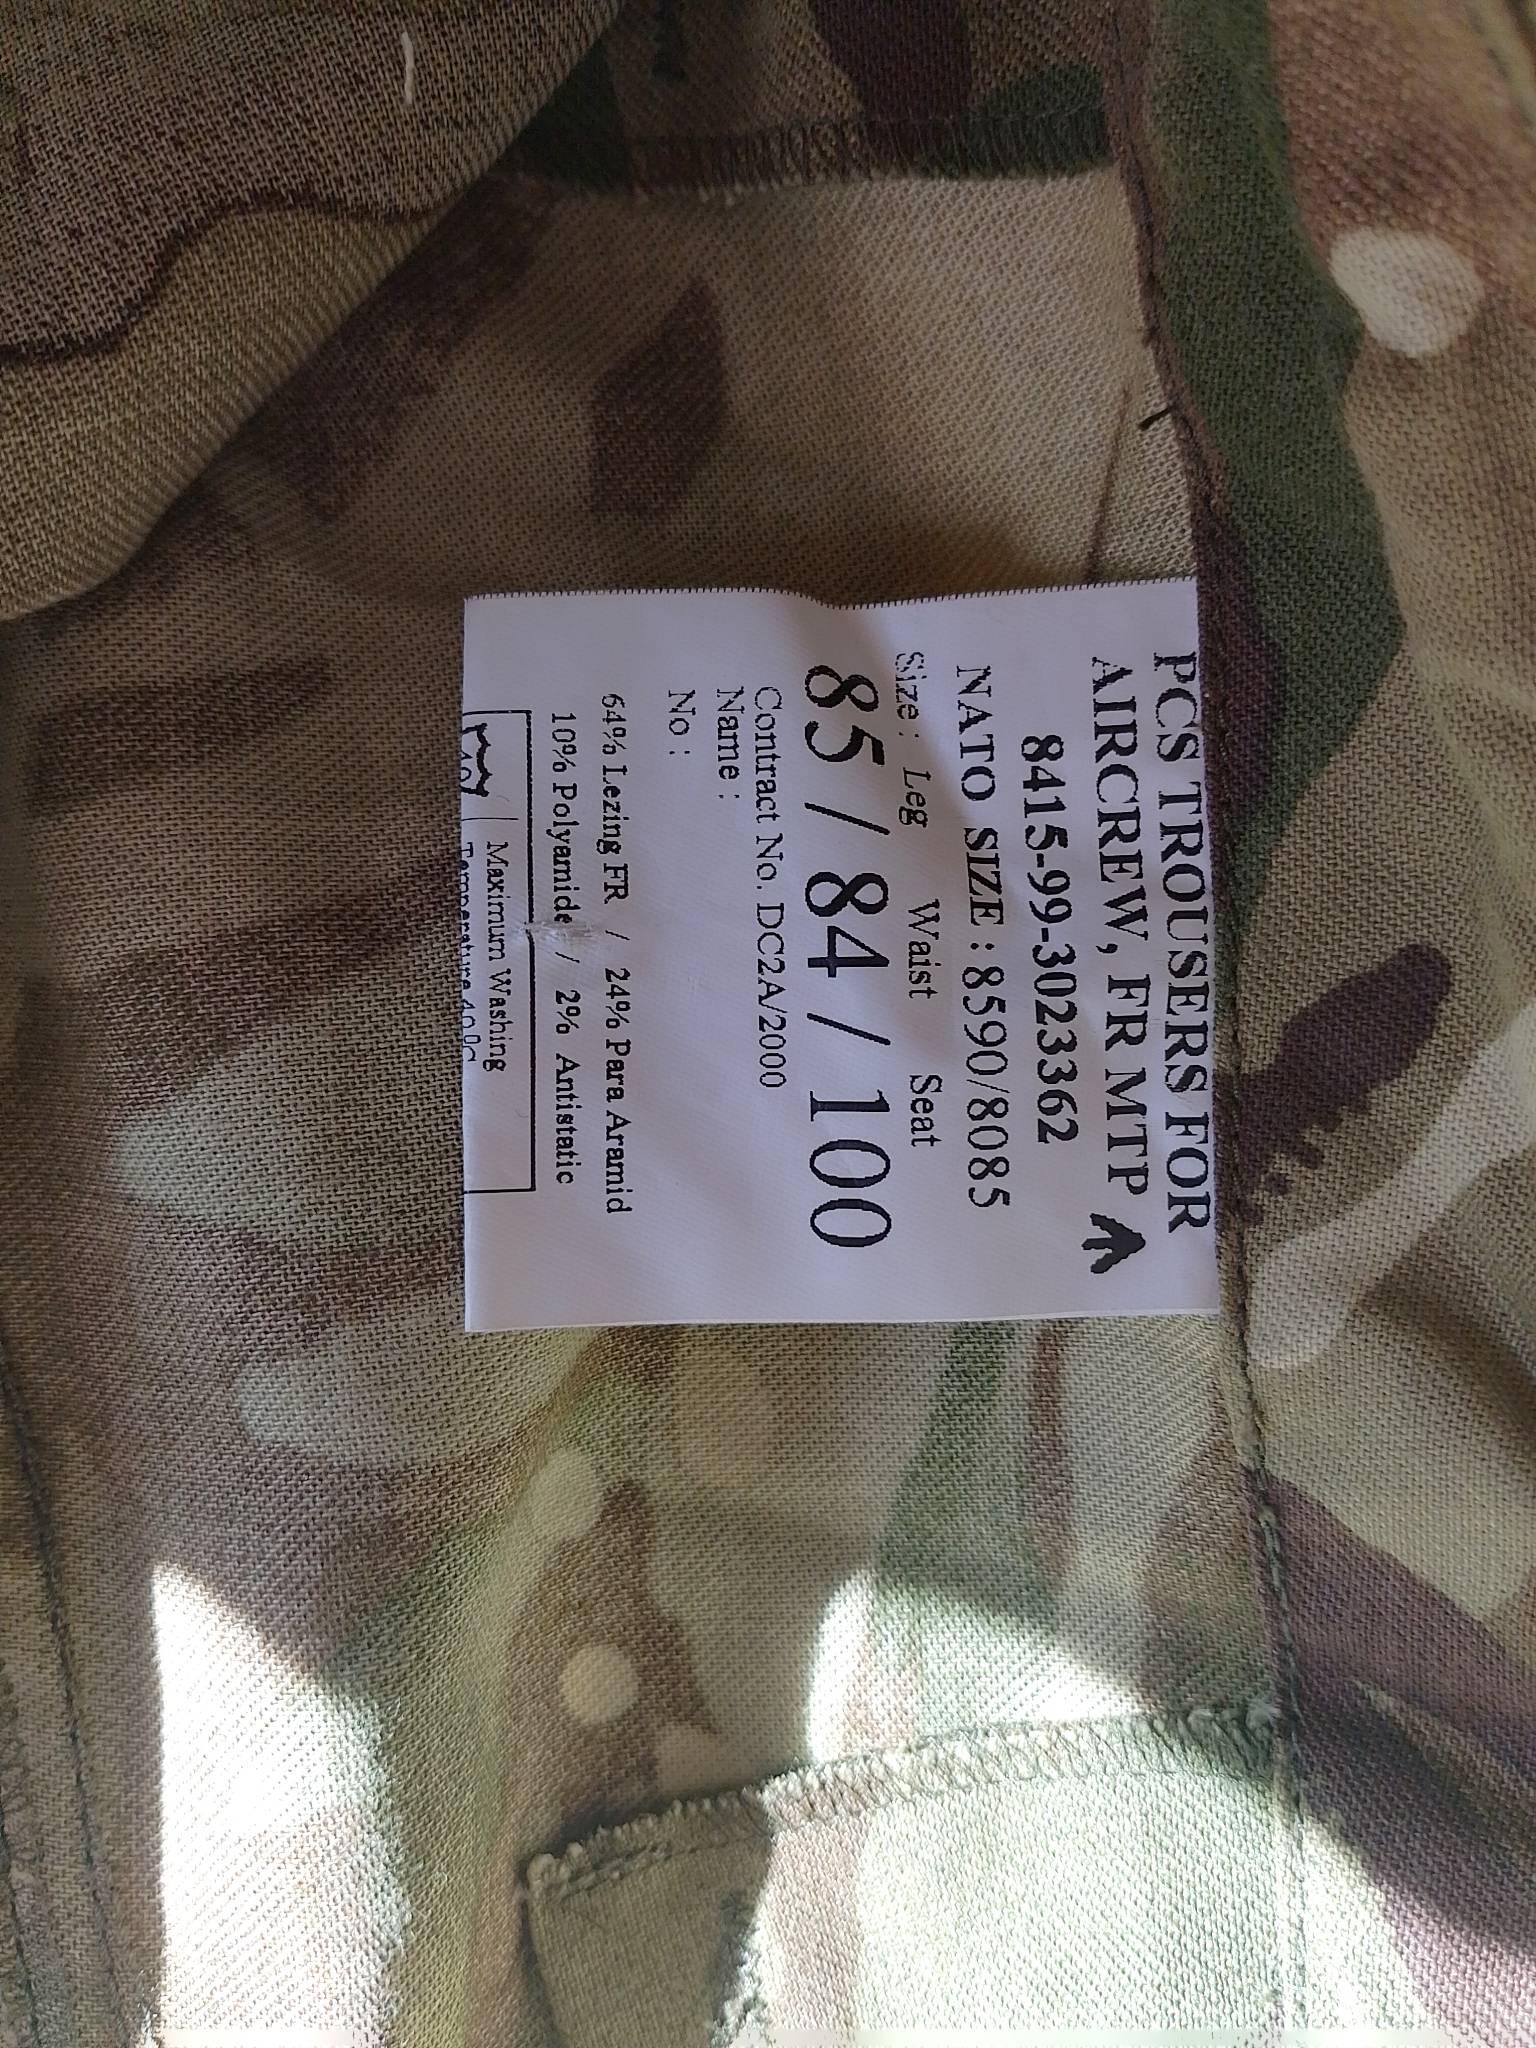 PCS TROUSERS FOR
AIRCREW, FR MTP
8415-99-3023362
NATO SIZE : 8590/8085
Size : Leg Waist Seat
85 / 84 / 100
Contract No. DC2A/2000
Name :
No :
64% Lezing FR / 24% Para Aramid
10% Polyamide / 2% Antistatic
Maximum Washing
Temperature 40°C